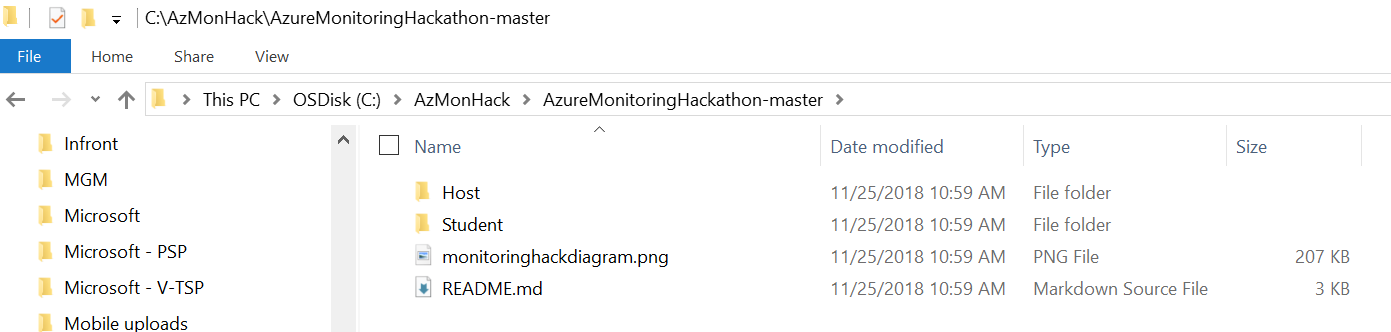 C:\AzMonHack\AzureMonitoringHackathon-master
File Home Share View
This PC OSDisk (C:) AzMonHack AzureMonitoringHackathon-master
Infront
MGM
Microsoft
Microsoft - PSP
Microsoft - V-TSP
Mobile uploads
Name Date modified Type Size
Host 11/25/2018 10:59 AM File folder
Student 11/25/2018 10:59 AM File folder
monitoringhackdiagram.png 11/25/2018 10:59 AM PNG File 207 KB
README.md 11/25/2018 10:59 AM Markdown Source File 3 KB